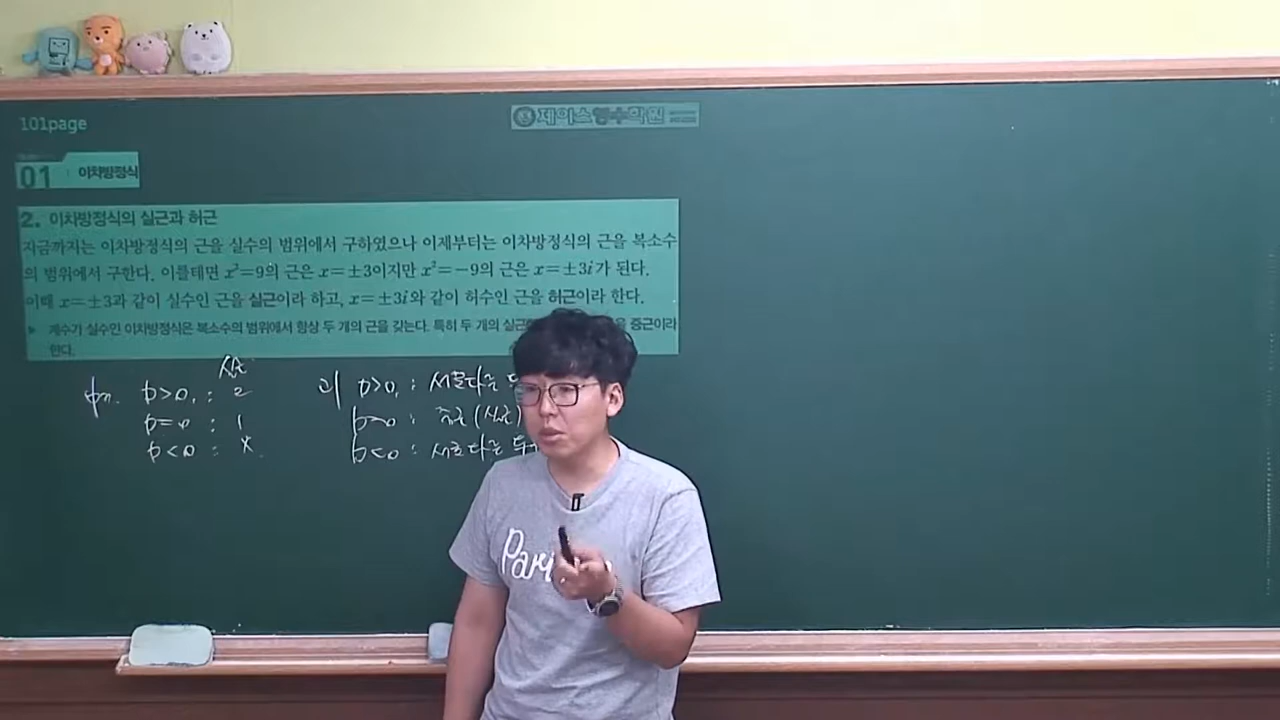 101page
제이스영수학원
01 이차방정식
2. 이차방정식의 실근과 허근
지금까지는 이차방정식의 근을 실수의 범위에서 구하였으나 이제부터는 이차방정식의 근을 복소수
의 범위에서 구한다. 이를테면 x²=9의 근은 x=±3이지만 x²=-9의 근은 x=±3i가 된다.
이때 x=±3과 같이 실수인 근을 실근이라 하고, x=±3i와 같이 허수인 근을 허근이라 한다.
▶ 계수가 실수인 이차방정식은 복소수의 범위에서 항상 두 개의 근을 갖는다. 특히 두 개의 실근 을 중근이라
한다.
실근
D>0, : 2 고1 D>0, : 서로다른
D=0 : 1 D=0 : 중근(실근)
D<0 : X. D<0 : 서로다른 두
Pari